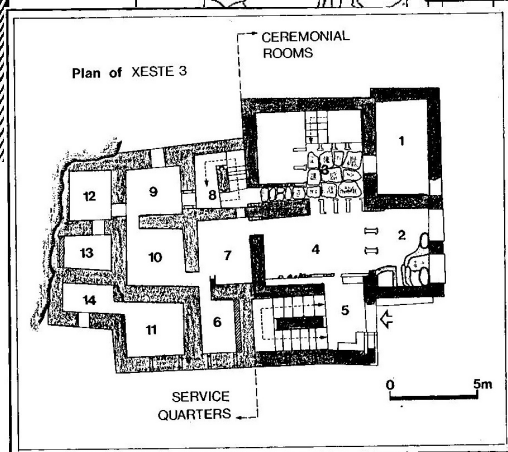 CEREMONIAL
ROOMS
Plan of XESTE 3
1
3
12
9
8
2
13
10
7
4
14
5
11
6
0 5m
SERVICE
QUARTERS